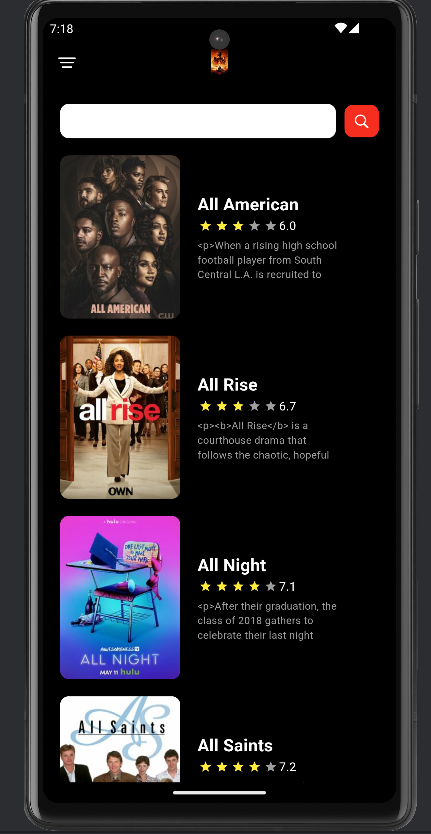 7:18
ALL AMERICAN
CW
All American
6.0
<p>When a rising high school
football player from South
Central L.A. is recruited to
all rise
OWN
All Rise
6.7
<p><b>All Rise</b> is a
courthouse drama that
follows the chaotic, hopeful
hulu
ALL NIGHT
MAY 11 hulu
All Night
7.1
<p>After their graduation, the
class of 2018 gathers to
celebrate their last night
AS
All Saints
All Saints
7.2